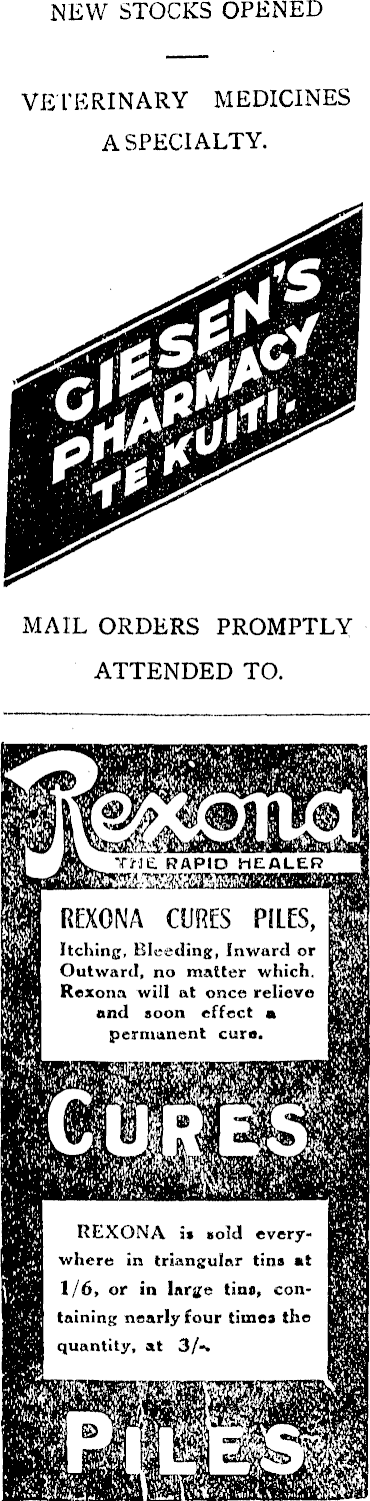 NEW STOCKS OPENED
VETERINARY MEDICINES
A SPECIALTY.
GIESEN'S
PHARMACY
TE KUITI.
MAIL ORDERS PROMPTLY
ATTENDED TO.
Rexona
THE RAPID HEALER
REXONA CURES PILES,
Itching, Bleeding, Inward or
Outward, no matter which.
Rexona will at once relieve
and soon effect a
permanent cure.
CURES
REXONA is sold every-
where in triangular tins at
1/6, or in large tins, con-
taining nearly four times the
quantity, at 3/-.
PILES